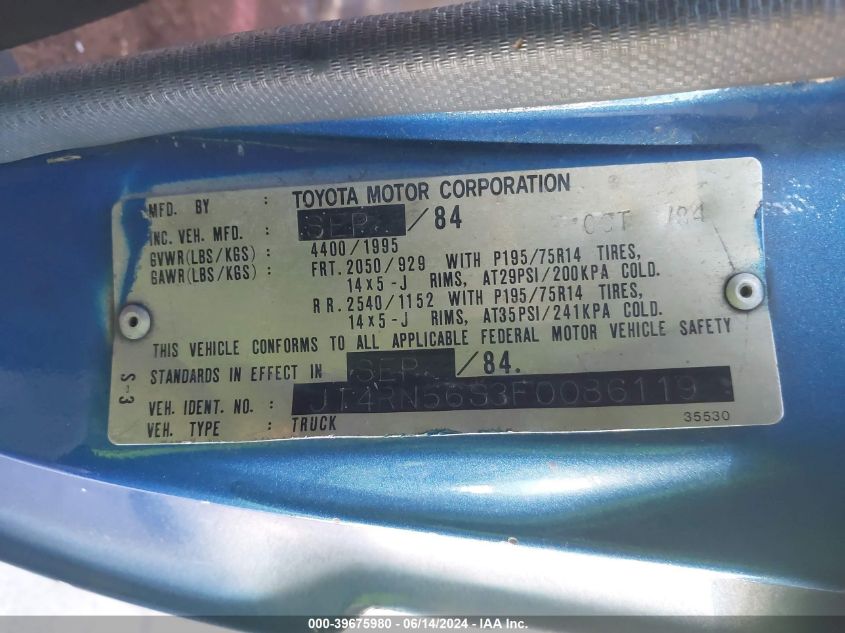 MFD. BY : TOYOTA MOTOR CORPORATION
INC. VEH. MFD. : SEP. /84 OCT /84
GVWR(LBS/KGS) : 4400/1995
GAWR(LBS/KGS) : FRT. 2050/929 WITH P195/75R14 TIRES,
14x5-J RIMS, AT29PSI/200KPA COLD.
RR. 2540/1152 WITH P195/75R14 TIRES,
14x5-J RIMS, AT35PSI/241KPA COLD.
THIS VEHICLE CONFORMS TO ALL APPLICABLE FEDERAL MOTOR VEHICLE SAFETY
STANDARDS IN EFFECT IN SEP. /84.
VEH. IDENT. NO. : JT4RN56S3F0086119
VEH. TYPE : TRUCK 35530
S-3
000-39675980 - 06/14/2024 - IAA Inc.